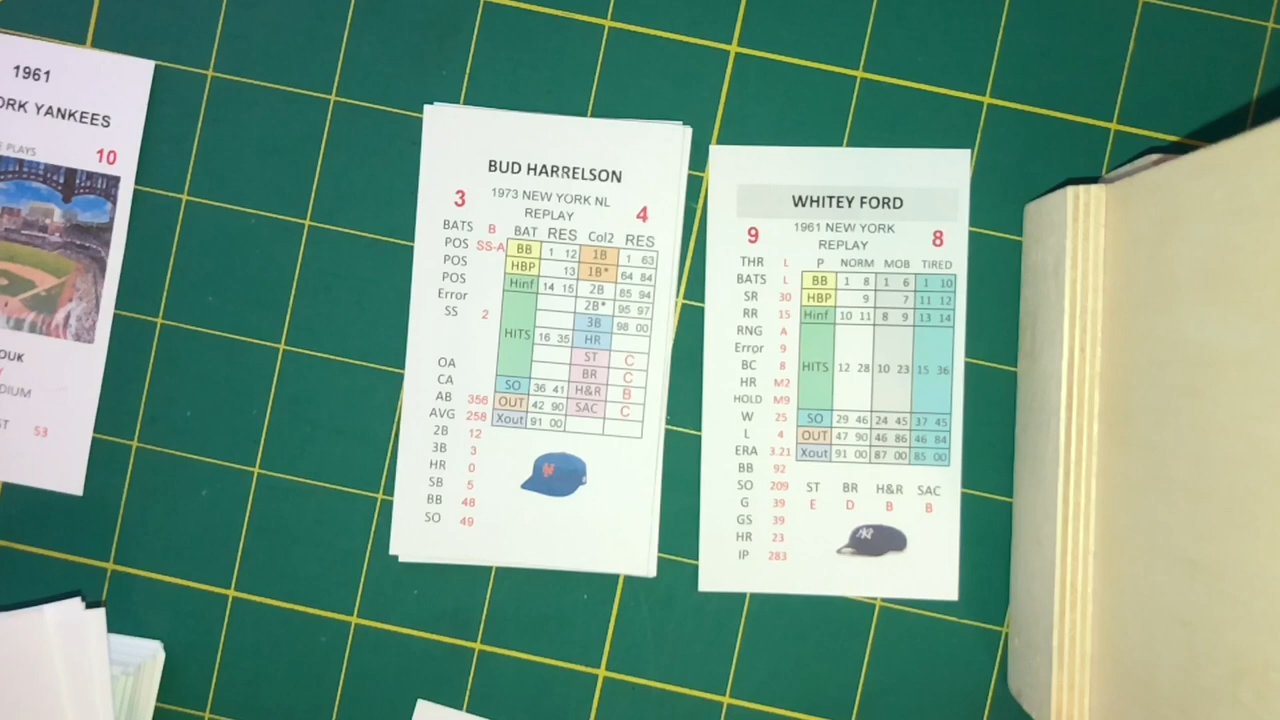 1961
ORK YANKEES
E PLAYS 10
OUK
DIUM
ST 53
BUD HARRELSON
3 1973 NEW YORK NL 4
REPLAY
BATS B BAT RES Col2 RES
POS SS-A BB 1 12 1B 1 63
POS HBP 13 1B* 64 84
POS Hinf 14 15 2B 85 94
Error 2B* 95 97
SS 2 3B 98 00
HITS 16 35 HR
ST C
OA BR C
CA SO 36 41 H&R B
AB 356 OUT 42 90 SAC C
AVG 258 Xout 91 00
2B 12
3B 3
HR 0
SB 5
BB 48
SO 49
WHITEY FORD
9 1961 NEW YORK 8
REPLAY
THR L P NORM MOB TIRED
BATS L BB 1 8 1 6 1 10
SR 30 HBP 9 7 11 12
RR 15 Hinf 10 11 8 9 13 14
RNG A
Error 9
BC 8 HITS 12 28 10 23 15 36
HR M2
HOLD M9
W 25 SO 29 46 24 45 37 45
L 4 OUT 47 90 46 86 46 84
ERA 3.21 Xout 91 00 87 00 85 00
BB 92
SO 209 ST BR H&R SAC
G 39 E D B B
GS 39
HR 23 NY
IP 283